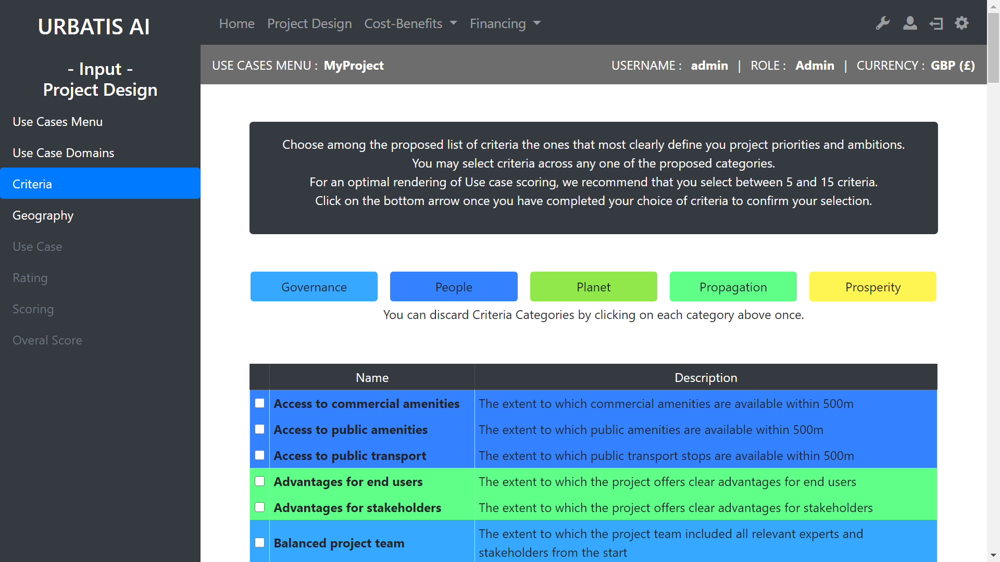 URBATIS AI
Home Project Design Cost-Benefits Financing
- Input -
Project Design
Use Cases Menu
Use Case Domains
Criteria
Geography
Use Case
Rating
Scoring
Overal Score
USE CASES MENU : MyProject
USERNAME : admin | ROLE : Admin | CURRENCY : GBP (£)
Choose among the proposed list of criteria the ones that most clearly define you project priorities and ambitions.
You may select criteria across any one of the proposed categories.
For an optimal rendering of Use case scoring, we recommend that you select between 5 and 15 criteria.
Click on the bottom arrow once you have completed your choice of criteria to confirm your selection.
Governance People Planet Propagation Prosperity
You can discard Criteria Categories by clicking on each category above once.
Name Description
Access to commercial amenities The extent to which commercial amenities are available within 500m
Access to public amenities The extent to which public amenities are available within 500m
Access to public transport The extent to which public transport stops are available within 500m
Advantages for end users The extent to which the project offers clear advantages for end users
Advantages for stakeholders The extent to which the project offers clear advantages for stakeholders
Balanced project team The extent to which the project team included all relevant experts and
stakeholders from the start